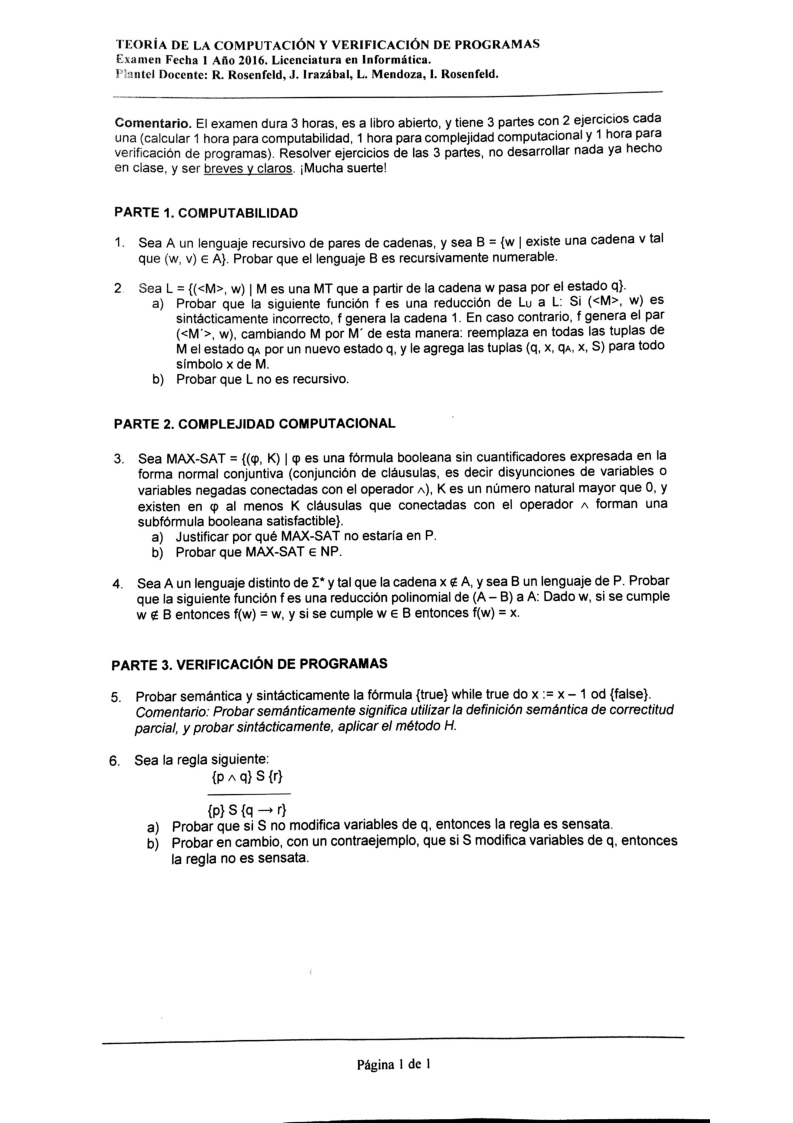 TEORÍA DE LA COMPUTACIÓN Y VERIFICACIÓN DE PROGRAMAS
Examen Fecha 1 Año 2016. Licenciatura en Informática.
Plantel Docente: R. Rosenfeld, J. Irazábal, L. Mendoza, I. Rosenfeld.
Comentario. El examen dura 3 horas, es a libro abierto, y tiene 3 partes con 2 ejercicios cada
una (calcular 1 hora para computabilidad, 1 hora para complejidad computacional y 1 hora para
verificación de programas). Resolver ejercicios de las 3 partes, no desarrollar nada ya hecho
en clase, y ser breves y claros. ¡Mucha suerte!
PARTE 1. COMPUTABILIDAD
1. Sea A un lenguaje recursivo de pares de cadenas, y sea B = {w | existe una cadena v tal
que (w, v) ∈ A}. Probar que el lenguaje B es recursivamente numerable.
2 Sea L = {(<M>, w) | M es una MT que a partir de la cadena w pasa por el estado q}.
a) Probar que la siguiente función f es una reducción de LU a L: Si (<M>, w) es
sintácticamente incorrecto, f genera la cadena 1. En caso contrario, f genera el par
(<M´>, w), cambiando M por M´ de esta manera: reemplaza en todas las tuplas de
M el estado qA por un nuevo estado q, y le agrega las tuplas (q, x, qA, x, S) para todo
símbolo x de M.
b) Probar que L no es recursivo.
PARTE 2. COMPLEJIDAD COMPUTACIONAL
3. Sea MAX-SAT = {(φ, K) | φ es una fórmula booleana sin cuantificadores expresada en la
forma normal conjuntiva (conjunción de cláusulas, es decir disyunciones de variables o
variables negadas conectadas con el operador ∧), K es un número natural mayor que 0, y
existen en φ al menos K cláusulas que conectadas con el operador ∧ forman una
subfórmula booleana satisfactible}.
a) Justificar por qué MAX-SAT no estaría en P.
b) Probar que MAX-SAT ∈ NP.
4. Sea A un lenguaje distinto de Σ* y tal que la cadena x ∉ A, y sea B un lenguaje de P. Probar
que la siguiente función f es una reducción polinomial de (A – B) a A: Dado w, si se cumple
w ∉ B entonces f(w) = w, y si se cumple w ∈ B entonces f(w) = x.
PARTE 3. VERIFICACIÓN DE PROGRAMAS
5. Probar semántica y sintácticamente la fórmula {true} while true do x := x – 1 od {false}.
Comentario: Probar semánticamente significa utilizar la definición semántica de correctitud
parcial, y probar sintácticamente, aplicar el método H.
6. Sea la regla siguiente:
{p ∧ q} S {r}
{p} S {q → r}
a) Probar que si S no modifica variables de q, entonces la regla es sensata.
b) Probar en cambio, con un contraejemplo, que si S modifica variables de q, entonces
la regla no es sensata.
Página 1 de 1